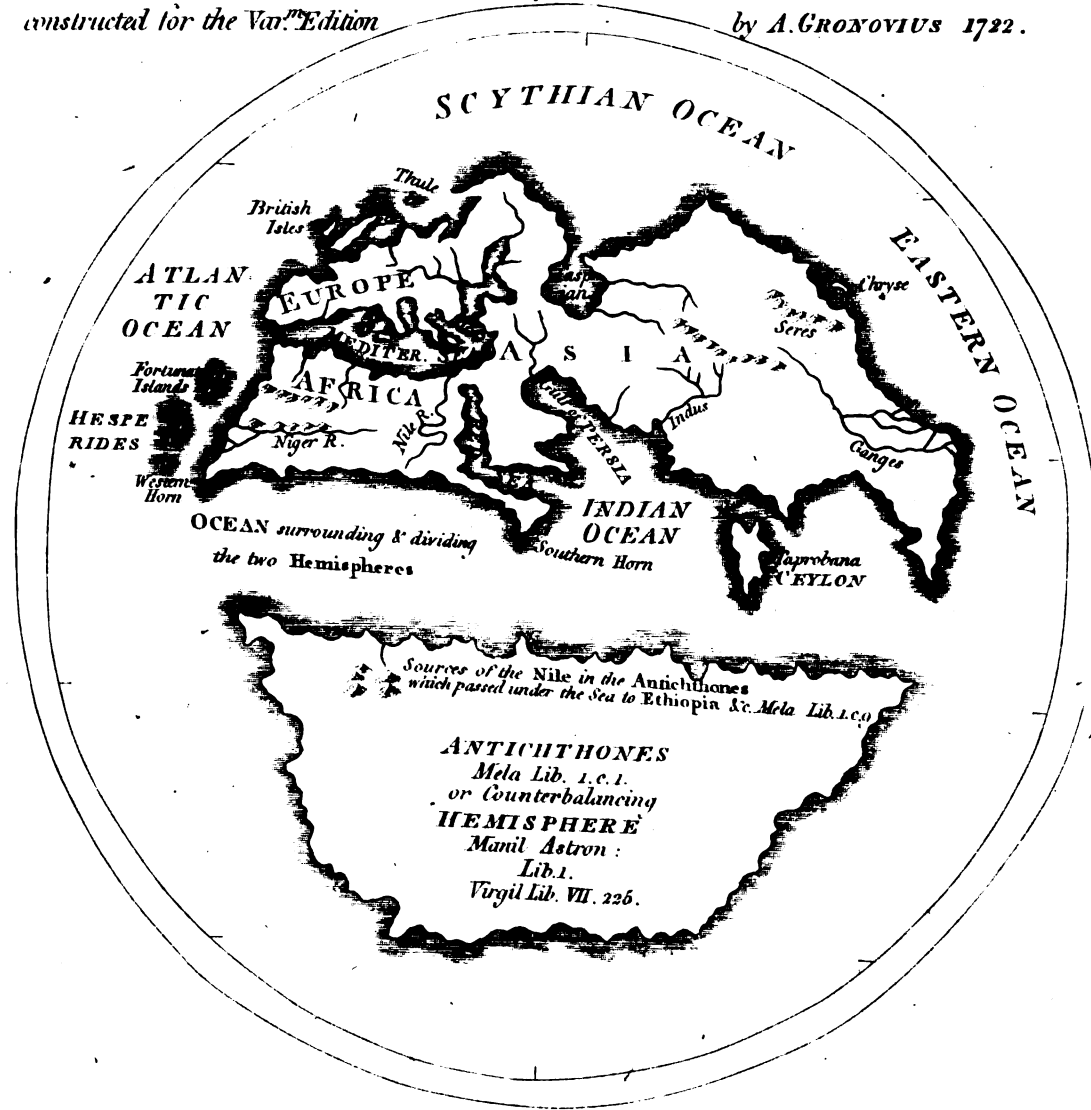 constructed for the Var.m Edition
by A. GRONOVIUS 1722.
SCYTHIAN OCEAN
Thule
British
Isles
EASTERN OCEAN
ATLAN
TIC
OCEAN
EUROPE
Chryse
Seres
MEDITER.
ASIA
Fortunat
Islands
AFRICA
HESPE
RIDES
Niger R.
Nile R.
Gulf of PERSIA
Indus
Ganges
Western
Horn
INDIAN
OCEAN
OCEAN surrounding & dividing
the two Hemispheres
Southern Horn
Taprobana
CEYLON
Sources of the Nile in the Antichthones
which passed under the Sea to Ethiopia &c. Mela Lib.1.c.9
ANTICHTHONES
Mela Lib. 1.c.1.
or Counterbalancing
HEMISPHERE
Manil Astron :
Lib.1.
Virgil Lib. VII. 226.